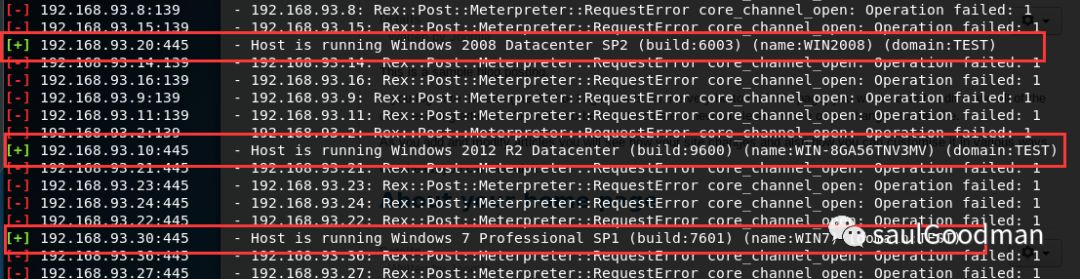 [-] 192.168.93.8:139 - 192.168.93.8: Rex::Post::Meterpreter::RequestError core_channel_open: Operation failed: 1
[-] 192.168.93.15:139 - 192.168.93.15: Rex::Post::Meterpreter::RequestError core_channel_open: Operation failed: 1
[+] 192.168.93.20:445 - Host is running Windows 2008 Datacenter SP2 (build:6003) (name:WIN2008) (domain:TEST)
[-] 192.168.93.14:139 - 192.168.93.14: Rex::Post::Meterpreter::RequestError core_channel_open: Operation failed: 1
[-] 192.168.93.16:139 - 192.168.93.16: Rex::Post::Meterpreter::RequestError core_channel_open: Operation failed: 1
[-] 192.168.93.9:139 - 192.168.93.9: Rex::Post::Meterpreter::RequestError core_channel_open: Operation failed: 1
[-] 192.168.93.11:139 - 192.168.93.11: Rex::Post::Meterpreter::RequestError core_channel_open: Operation failed: 1
[-] 192.168.93.2:139 - 192.168.93.2: Rex::Post::Meterpreter::RequestError core_channel_open: Operation failed: 1
[+] 192.168.93.10:445 - Host is running Windows 2012 R2 Datacenter (build:9600) (name:WIN-8GA56TNV3MV) (domain:TEST)
[-] 192.168.93.21:445 - 192.168.93.21: Rex::Post::Meterpreter::RequestError core_channel_open: Operation failed: 1
[-] 192.168.93.23:445 - 192.168.93.23: Rex::Post::Meterpreter::RequestError core_channel_open: Operation failed: 1
[-] 192.168.93.24:445 - 192.168.93.24: Rex::Post::Meterpreter::RequestError core_channel_open: Operation failed: 1
[-] 192.168.93.22:445 - 192.168.93.22: Rex::Post::Meterpreter::RequestError core_channel_open: Operation failed: 1
[+] 192.168.93.30:445 - Host is running Windows 7 Professional SP1 (build:7601) (name:WIN7)
saulGoodman
[-] 192.168.93.36:445 - 192.168.93.36: Rex::Post::Meterpreter::RequestError core_channel_open: Operation failed: 1
[-] 192.168.93.27:445 - 192.168.93.27: Rex::Post::Meterpreter::RequestError core_channel_open: Operation failed: 1